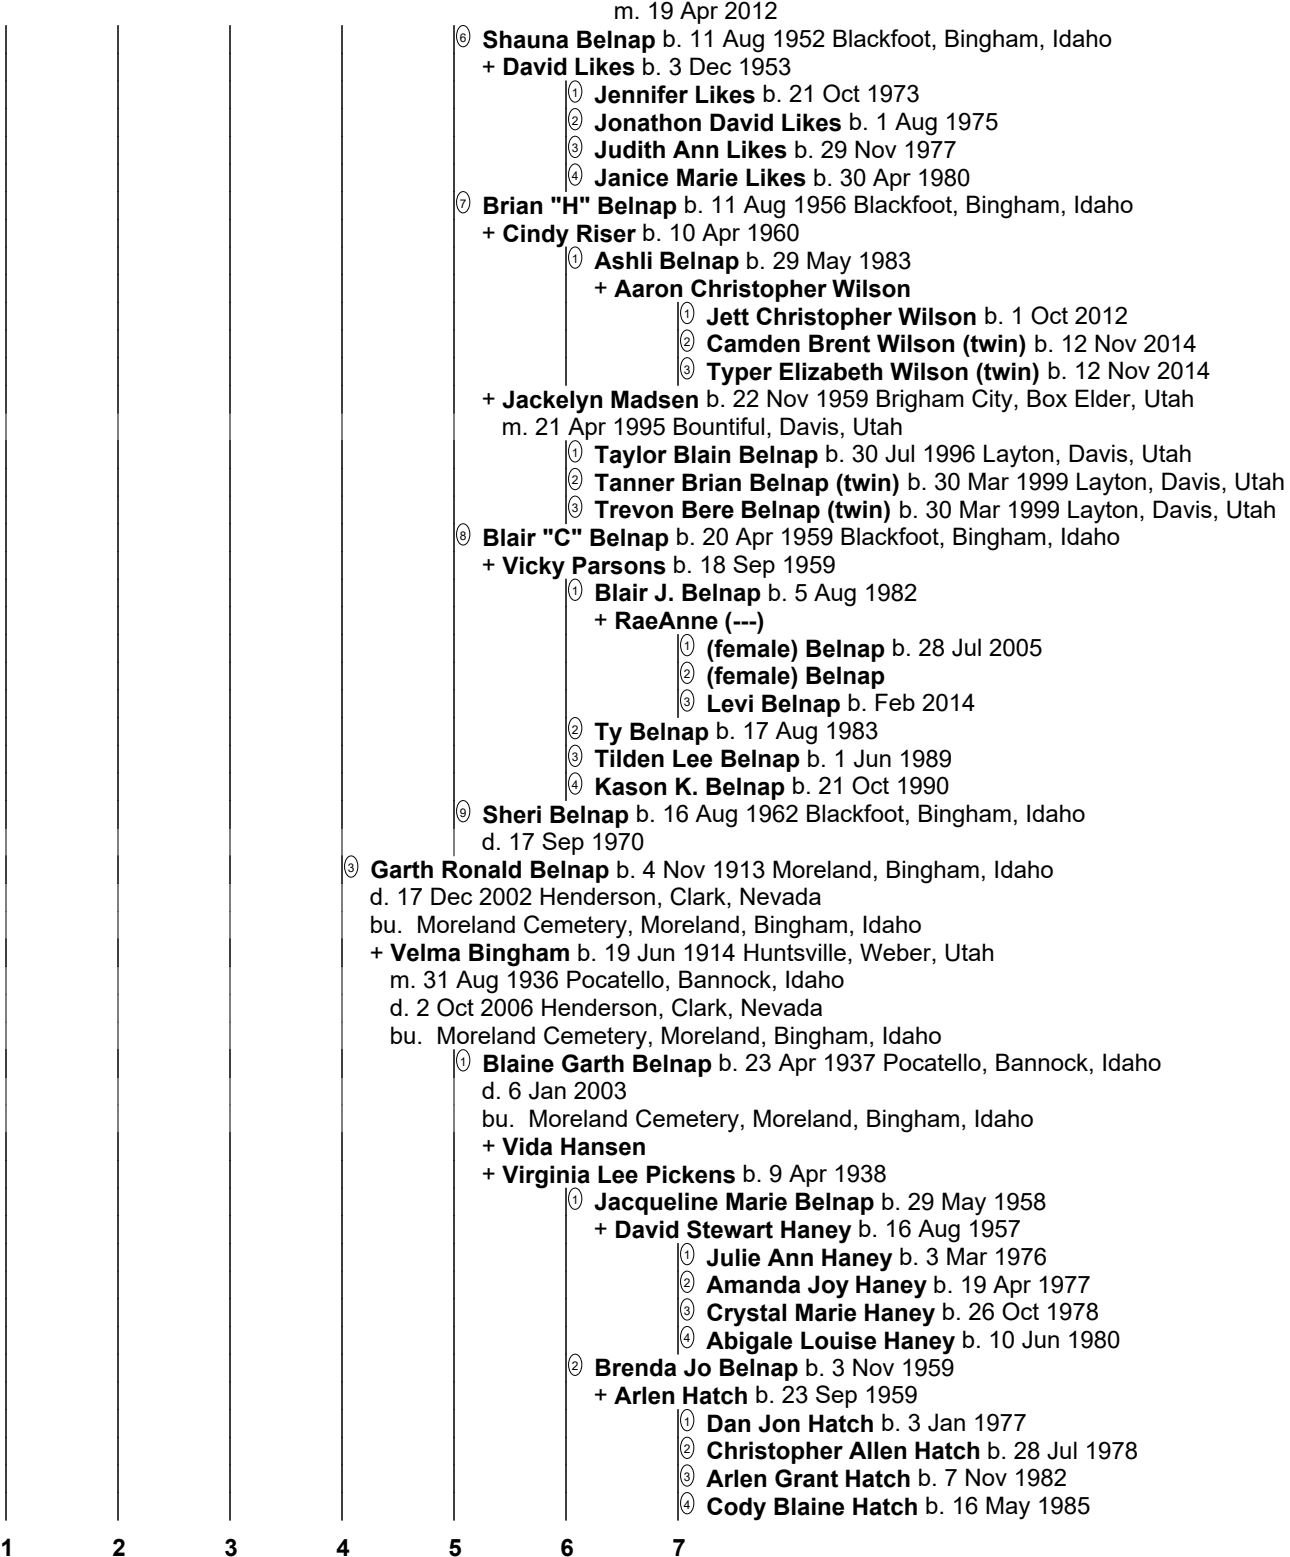 m. 19 Apr 2012
⑥ Shauna Belnap b. 11 Aug 1952 Blackfoot, Bingham, Idaho
+ David Likes b. 3 Dec 1953
① Jennifer Likes b. 21 Oct 1973
② Jonathon David Likes b. 1 Aug 1975
③ Judith Ann Likes b. 29 Nov 1977
④ Janice Marie Likes b. 30 Apr 1980
⑦ Brian "H" Belnap b. 11 Aug 1956 Blackfoot, Bingham, Idaho
+ Cindy Riser b. 10 Apr 1960
① Ashli Belnap b. 29 May 1983
+ Aaron Christopher Wilson
① Jett Christopher Wilson b. 1 Oct 2012
② Camden Brent Wilson (twin) b. 12 Nov 2014
③ Typer Elizabeth Wilson (twin) b. 12 Nov 2014
+ Jackelyn Madsen b. 22 Nov 1959 Brigham City, Box Elder, Utah
m. 21 Apr 1995 Bountiful, Davis, Utah
① Taylor Blain Belnap b. 30 Jul 1996 Layton, Davis, Utah
② Tanner Brian Belnap (twin) b. 30 Mar 1999 Layton, Davis, Utah
③ Trevon Bere Belnap (twin) b. 30 Mar 1999 Layton, Davis, Utah
⑧ Blair "C" Belnap b. 20 Apr 1959 Blackfoot, Bingham, Idaho
+ Vicky Parsons b. 18 Sep 1959
① Blair J. Belnap b. 5 Aug 1982
+ RaeAnne (---)
① (female) Belnap b. 28 Jul 2005
② (female) Belnap
③ Levi Belnap b. Feb 2014
② Ty Belnap b. 17 Aug 1983
③ Tilden Lee Belnap b. 1 Jun 1989
④ Kason K. Belnap b. 21 Oct 1990
⑨ Sheri Belnap b. 16 Aug 1962 Blackfoot, Bingham, Idaho
d. 17 Sep 1970
③ Garth Ronald Belnap b. 4 Nov 1913 Moreland, Bingham, Idaho
d. 17 Dec 2002 Henderson, Clark, Nevada
bu. Moreland Cemetery, Moreland, Bingham, Idaho
+ Velma Bingham b. 19 Jun 1914 Huntsville, Weber, Utah
m. 31 Aug 1936 Pocatello, Bannock, Idaho
d. 2 Oct 2006 Henderson, Clark, Nevada
bu. Moreland Cemetery, Moreland, Bingham, Idaho
① Blaine Garth Belnap b. 23 Apr 1937 Pocatello, Bannock, Idaho
d. 6 Jan 2003
bu. Moreland Cemetery, Moreland, Bingham, Idaho
+ Vida Hansen
+ Virginia Lee Pickens b. 9 Apr 1938
① Jacqueline Marie Belnap b. 29 May 1958
+ David Stewart Haney b. 16 Aug 1957
① Julie Ann Haney b. 3 Mar 1976
② Amanda Joy Haney b. 19 Apr 1977
③ Crystal Marie Haney b. 26 Oct 1978
④ Abigale Louise Haney b. 10 Jun 1980
② Brenda Jo Belnap b. 3 Nov 1959
+ Arlen Hatch b. 23 Sep 1959
① Dan Jon Hatch b. 3 Jan 1977
② Christopher Allen Hatch b. 28 Jul 1978
③ Arlen Grant Hatch b. 7 Nov 1982
④ Cody Blaine Hatch b. 16 May 1985
1 2 3 4 5 6 7